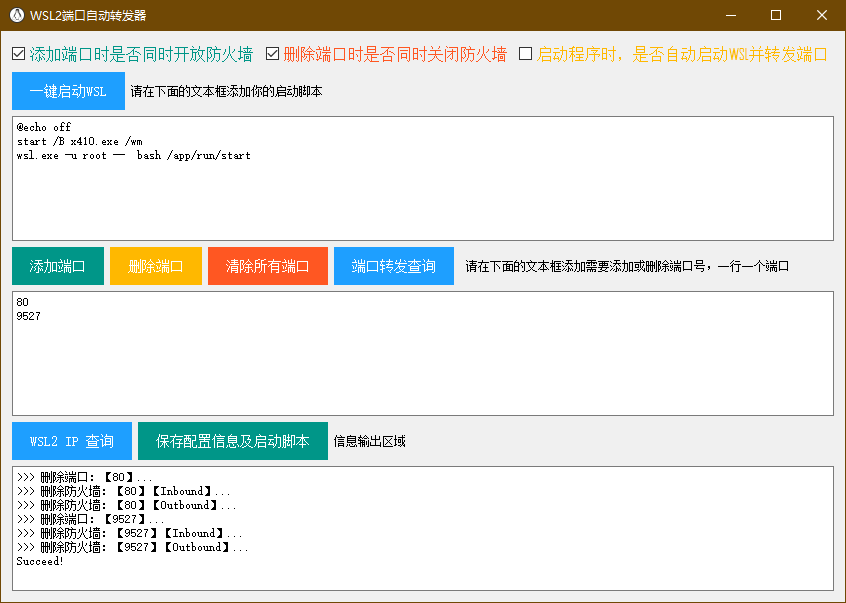 WSL2端口自动转发器
添加端口时是否同时开放防火墙 删除端口时是否同时关闭防火墙 启动程序时，是否自动启动WSL并转发端口
一键启动WSL 请在下面的文本框添加你的启动脚本
@echo off
start /B x410.exe /wm
wsl.exe -u root -- bash /app/run/start
添加端口 删除端口 清除所有端口 端口转发查询 请在下面的文本框添加需要添加或删除端口号，一行一个端口
80
9527
WSL2 IP 查询 保存配置信息及启动脚本 信息输出区域
>>> 删除端口：【80】...
>>> 删除防火墙：【80】【Inbound】...
>>> 删除防火墙：【80】【Outbound】...
>>> 删除端口：【9527】...
>>> 删除防火墙：【9527】【Inbound】...
>>> 删除防火墙：【9527】【Outbound】...
Succeed!